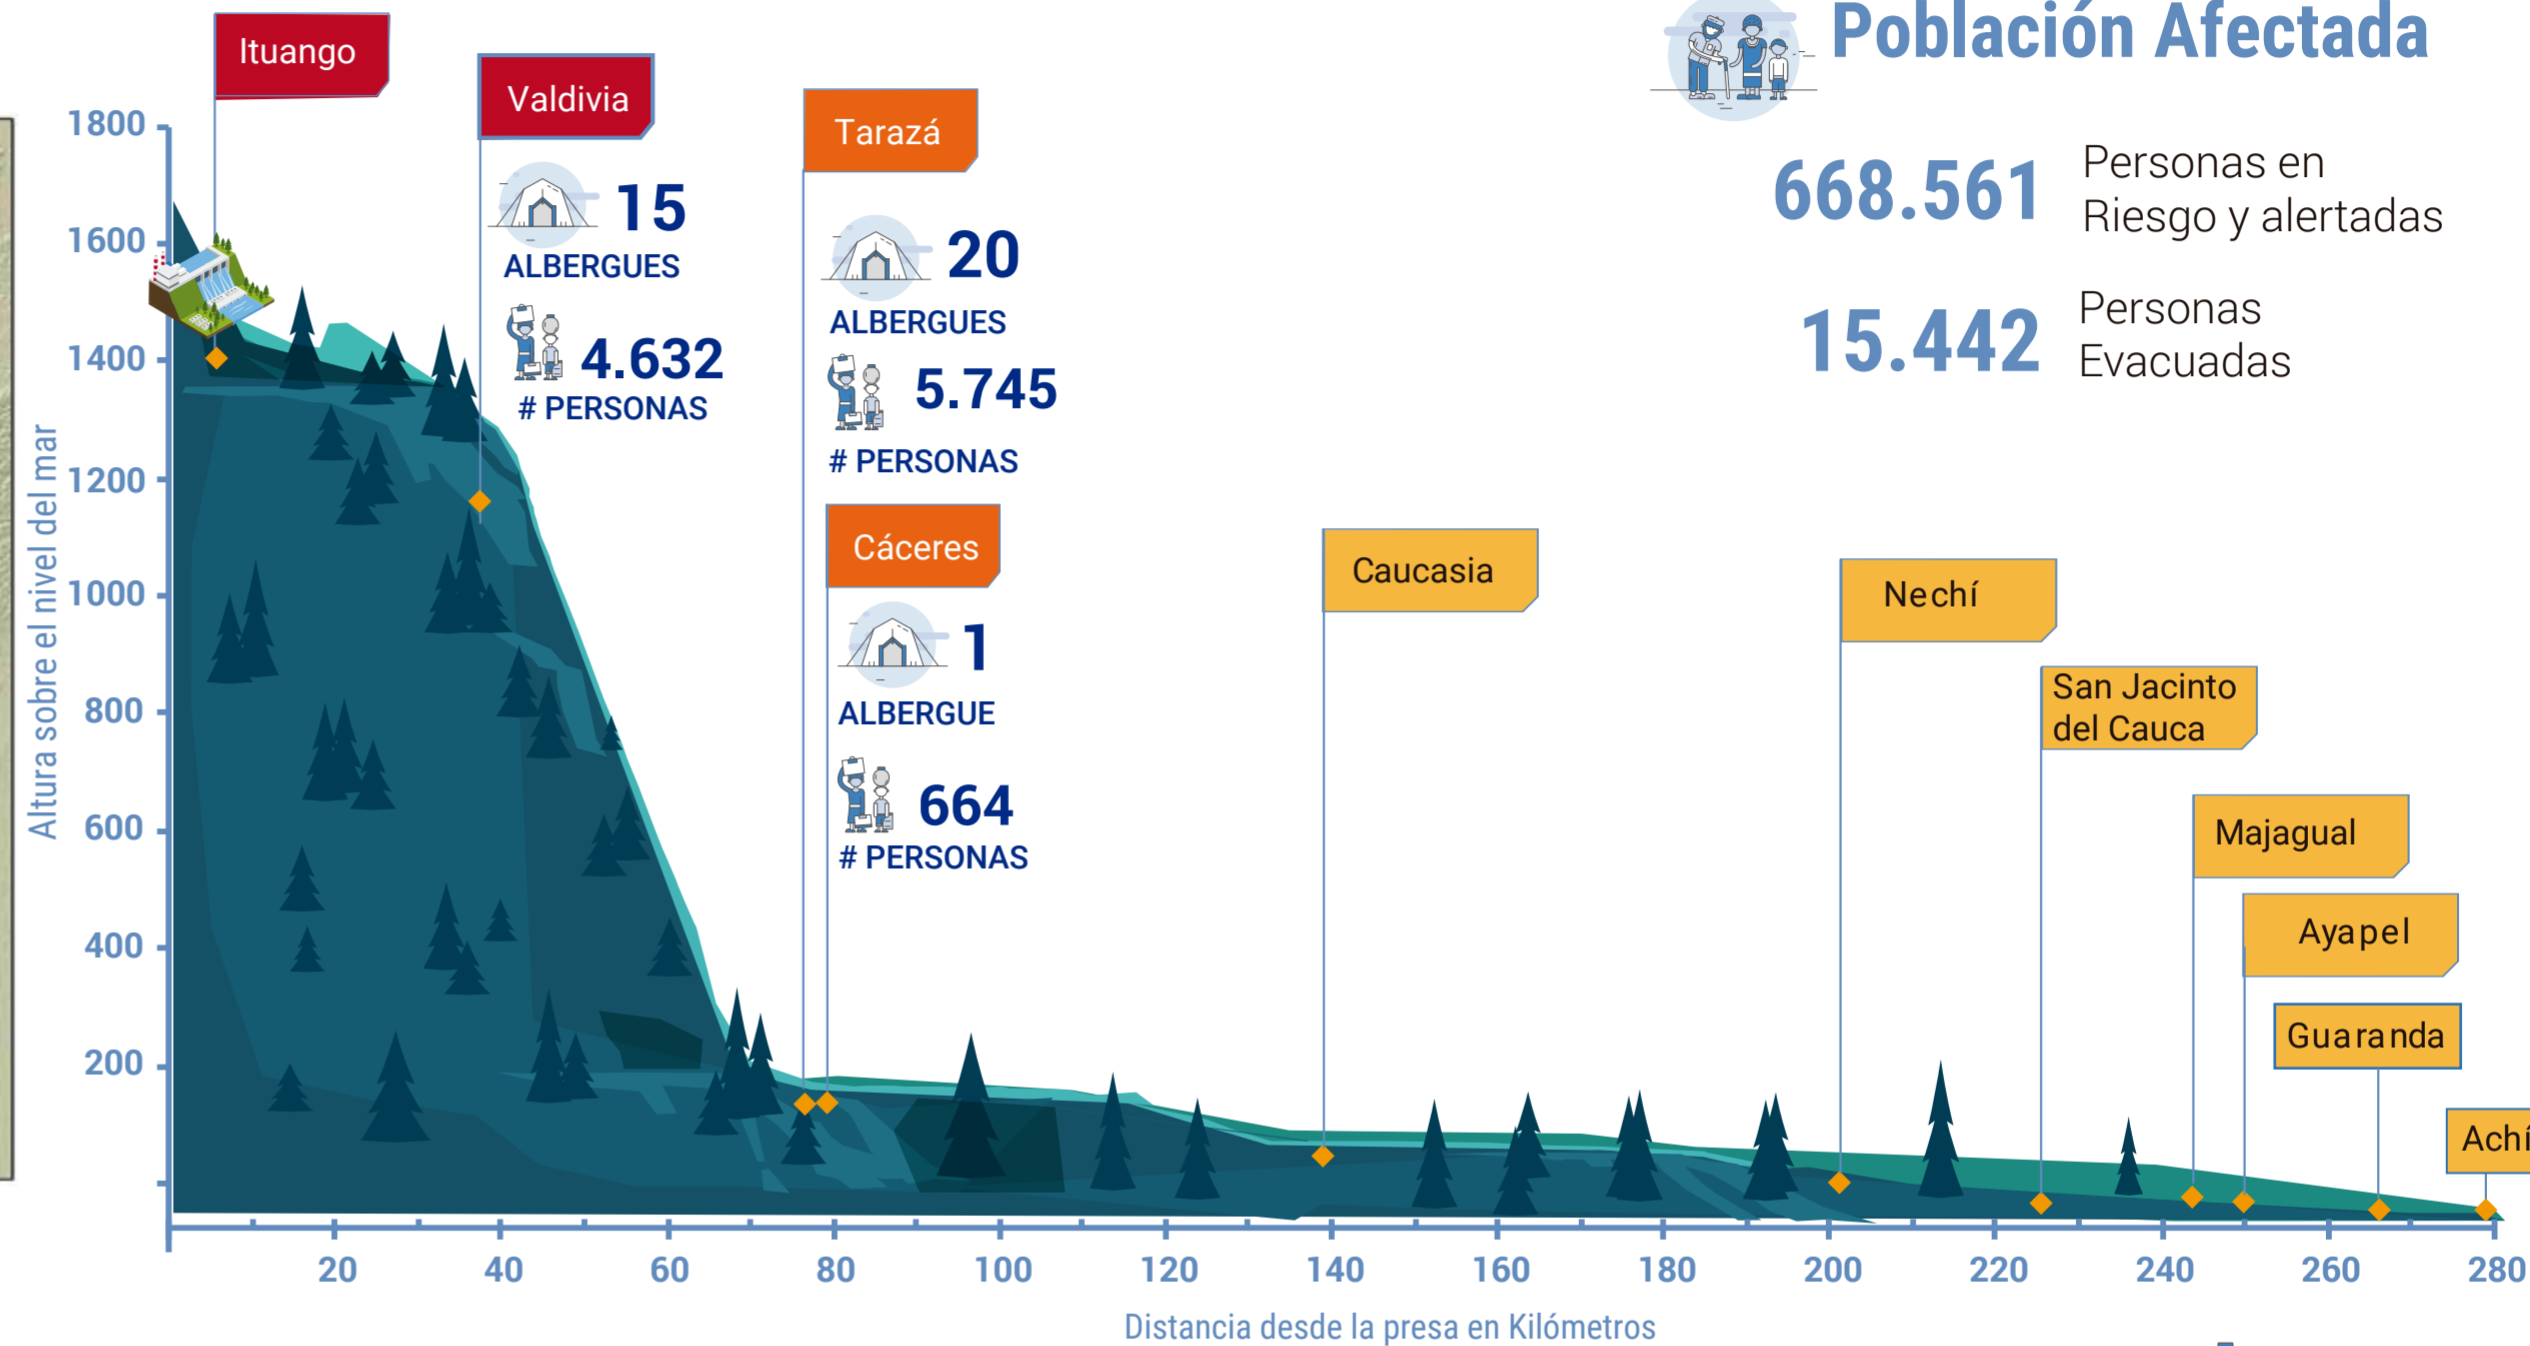 Ituango
Valdivia
15
ALBERGUES
4.632
# PERSONAS
Tarazá
20
ALBERGUES
5.745
# PERSONAS
Cáceres
1
ALBERGUE
664
# PERSONAS
Población Afectada
668.561
Personas en
Riesgo y alertadas
15.442
Personas
Evacuadas
Caucasia
Nechí
San Jacinto
del Cauca
Majagual
Ayapel
Guaranda
Achí
Altura sobre el nivel del mar
1800
1600
1400
1200
1000
800
600
400
200
20 40 60 80 100 120 140 160 180 200 220 240 260 280
Distancia desde la presa en Kilómetros